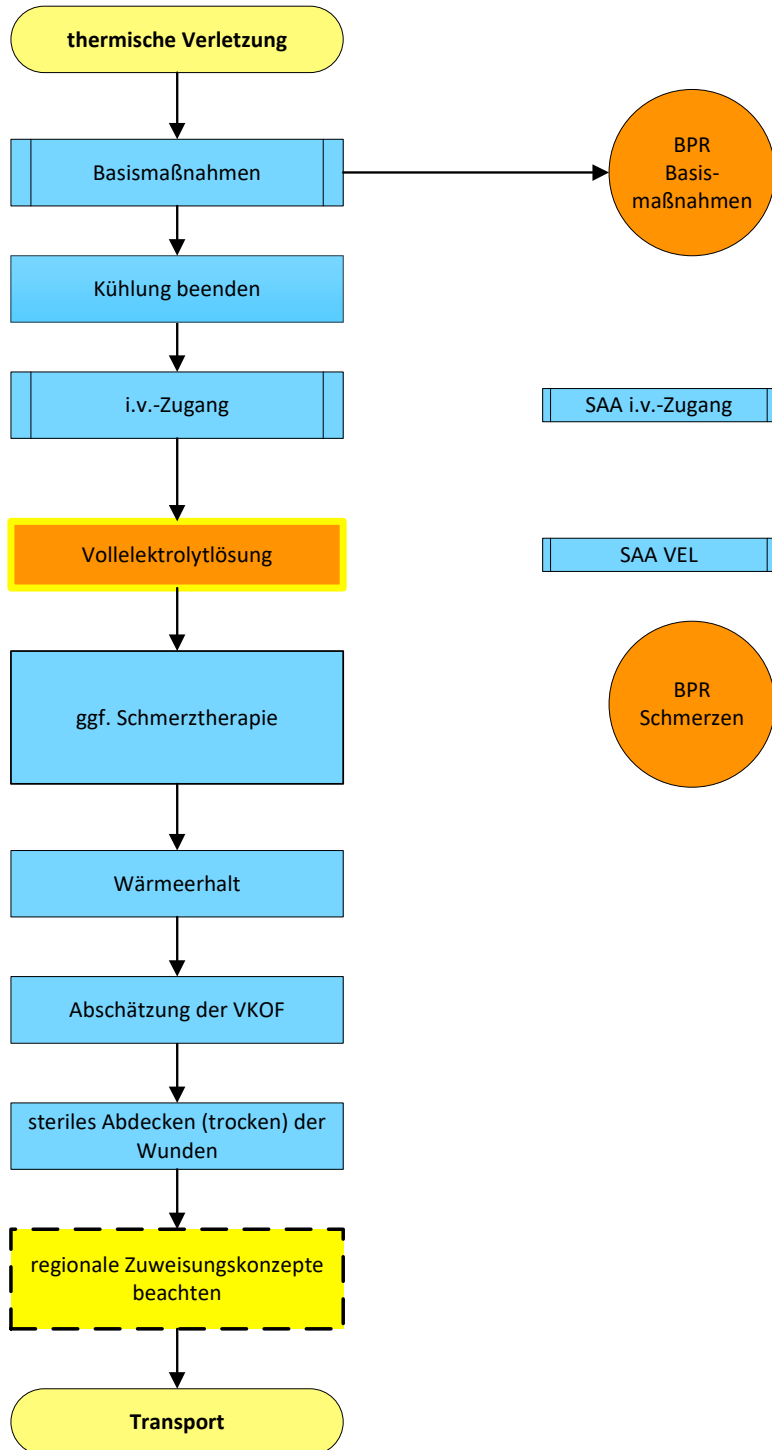 thermische Verletzung
Basismaßnahmen
BPR
Basis-
maßnahmen
Kühlung beenden
i.v.-Zugang
SAA i.v.-Zugang
Vollelektrolytlösung
SAA VEL
ggf. Schmerztherapie
BPR
Schmerzen
Wärmeerhalt
Abschätzung der VKOF
steriles Abdecken (trocken) der
Wunden
regionale Zuweisungskonzepte
beachten
Transport